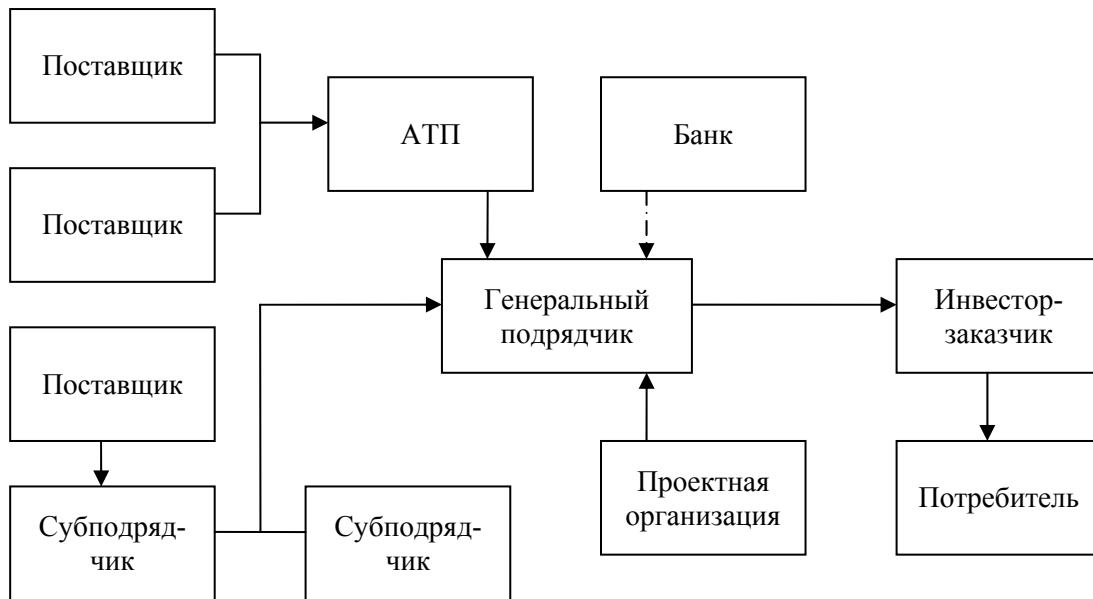 Поставщик
АТП
Банк
Поставщик
Генеральный
подрядчик
Инвестор-
заказчик
Поставщик
Проектная
организация
Потребитель
Субподряд-
чик
Субподряд-
чик